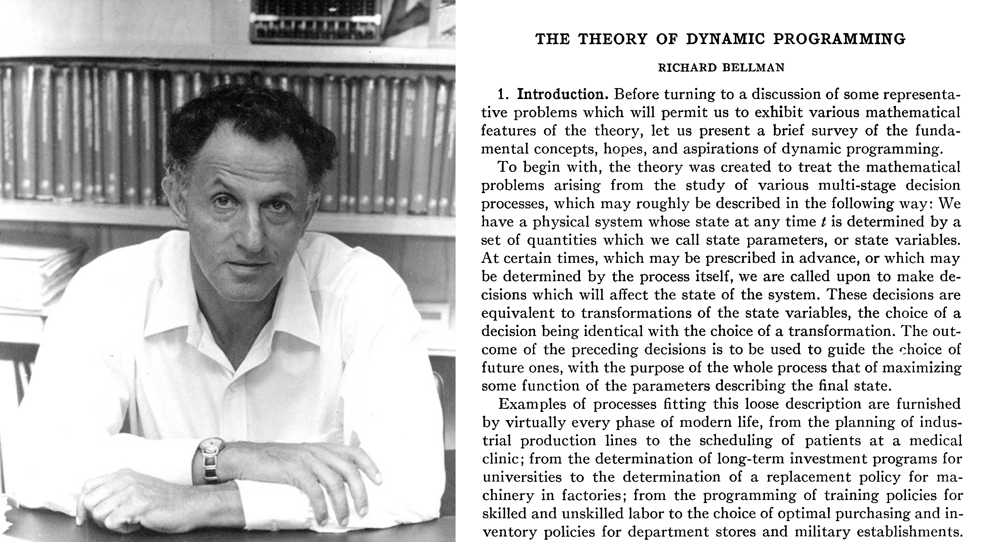 THE THEORY OF DYNAMIC PROGRAMMING
RICHARD BELLMAN
1. Introduction. Before turning to a discussion of some representa-
tive problems which will permit us to exhibit various mathematical
features of the theory, let us present a brief survey of the funda-
mental concepts, hopes, and aspirations of dynamic programming.
To begin with, the theory was created to treat the mathematical
problems arising from the study of various multi-stage decision
processes, which may roughly be described in the following way: We
have a physical system whose state at any time t is determined by a
set of quantities which we call state parameters, or state variables.
At certain times, which may be prescribed in advance, or which may
be determined by the process itself, we are called upon to make de-
cisions which will affect the state of the system. These decisions are
equivalent to transformations of the state variables, the choice of a
decision being identical with the choice of a transformation. The out-
come of the preceding decisions is to be used to guide the choice of
future ones, with the purpose of the whole process that of maximizing
some function of the parameters describing the final state.
Examples of processes fitting this loose description are furnished
by virtually every phase of modern life, from the planning of indus-
trial production lines to the scheduling of patients at a medical
clinic; from the determination of long-term investment programs for
universities to the determination of a replacement policy for ma-
chinery in factories; from the programming of training policies for
skilled and unskilled labor to the choice of optimal purchasing and in-
ventory policies for department stores and military establishments.